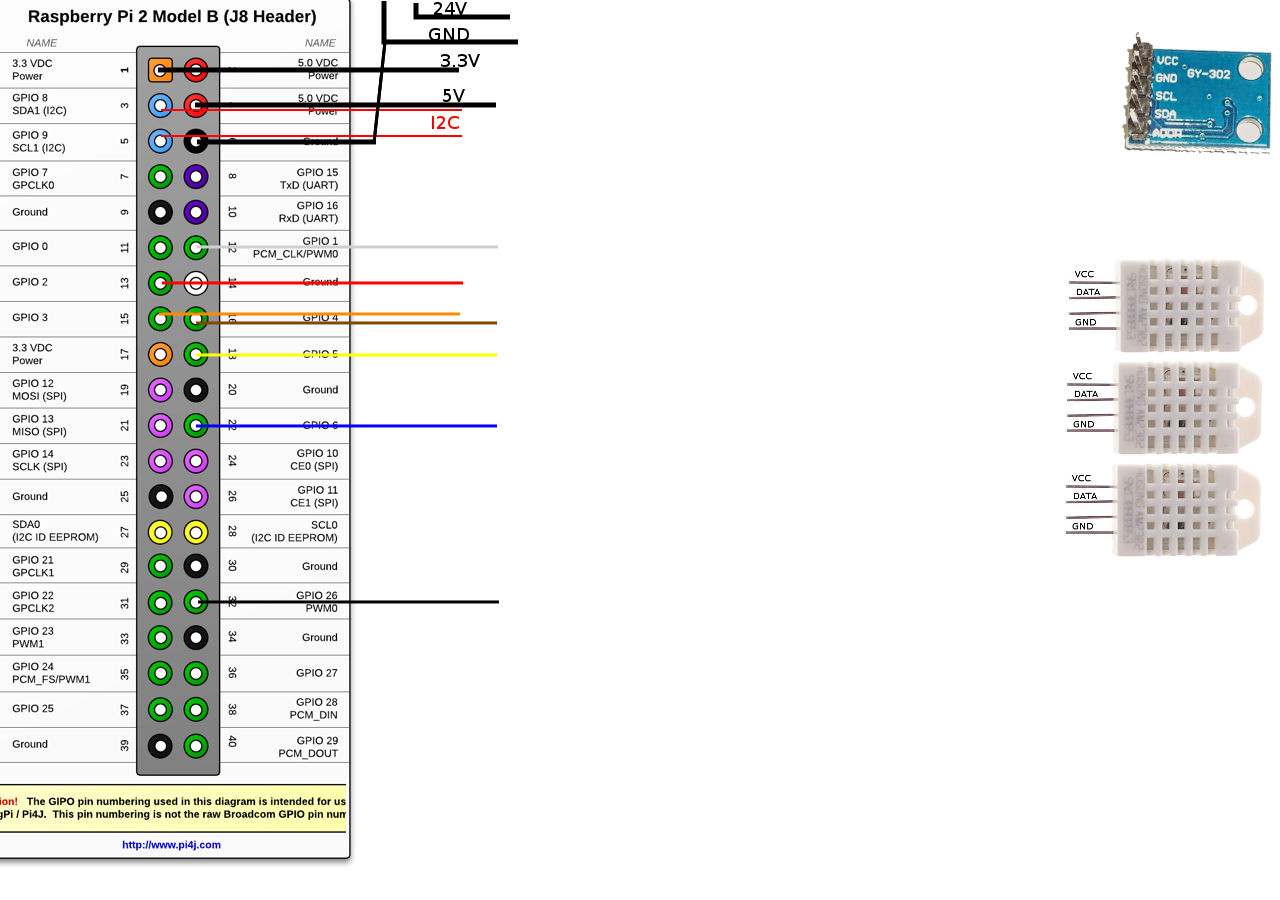 Raspberry Pi 2 Model B (J8 Header)
NAME NAME
3.3 VDC
Power
1
5.0 VDC
Power
GPIO 8
SDA1 (I2C)
3
5.0 VDC
Power
GPIO 9
SCL1 (I2C)
5
Ground
GPIO 7
GPCLK0
7
8
GPIO 15
TxD (UART)
Ground
9
10
GPIO 16
RxD (UART)
GPIO 0
11
12
GPIO 1
PCM_CLK/PWM0
GPIO 2
13
14
Ground
GPIO 3
15
16
GPIO 4
3.3 VDC
Power
17
18
GPIO 5
GPIO 12
MOSI (SPI)
19
20
Ground
GPIO 13
MISO (SPI)
21
22
GPIO 6
GPIO 14
SCLK (SPI)
23
24
GPIO 10
CE0 (SPI)
Ground
25
26
GPIO 11
CE1 (SPI)
SDA0
(I2C ID EEPROM)
27
28
SCL0
(I2C ID EEPROM)
GPIO 21
GPCLK1
29
30
Ground
GPIO 22
GPCLK2
31
32
GPIO 26
PWM0
GPIO 23
PWM1
33
34
Ground
GPIO 24
PCM_FS/PWM1
35
36
GPIO 27
GPIO 25
37
38
GPIO 28
PCM_DIN
Ground
39
40
GPIO 29
PCM_DOUT
ion! The GIPO pin numbering used in this diagram is intended for us
gPi / Pi4J. This pin numbering is not the raw Broadcom GPIO pin num
http://www.pi4j.com
24V
GND
3.3V
5V
I2C
VCC
GND
SCL
SDA
ADDR
GY-302
VCC
DATA
GND
VCC
DATA
GND
VCC
DATA
GND